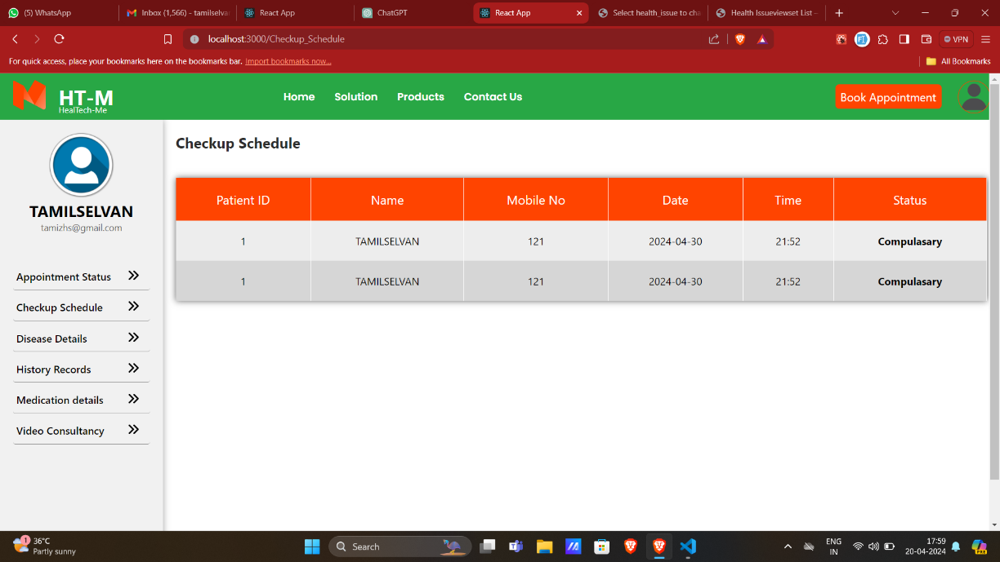 (5) WhatsApp
Inbox (1,566) - tamilselva
React App
ChatGPT
React App
Select health_issue to cha
Health Issueviewset List –
localhost:3000/Checkup_Schedule
VPN
For quick access, place your bookmarks here on the bookmarks bar. Import bookmarks now...
All Bookmarks
HT-M
HealTech-Me
Home Solution Products Contact Us
Book Appointment
TAMILSELVAN
tamizhs@gmail.com
Appointment Status
Checkup Schedule
Disease Details
History Records
Medication details
Video Consultancy
Checkup Schedule
Patient ID Name Mobile No Date Time Status
1 TAMILSELVAN 121 2024-04-30 21:52 Compulasary
1 TAMILSELVAN 121 2024-04-30 21:52 Compulasary
1
36°C
Partly sunny
Search
ENG
IN
17:59
20-04-2024
PRE